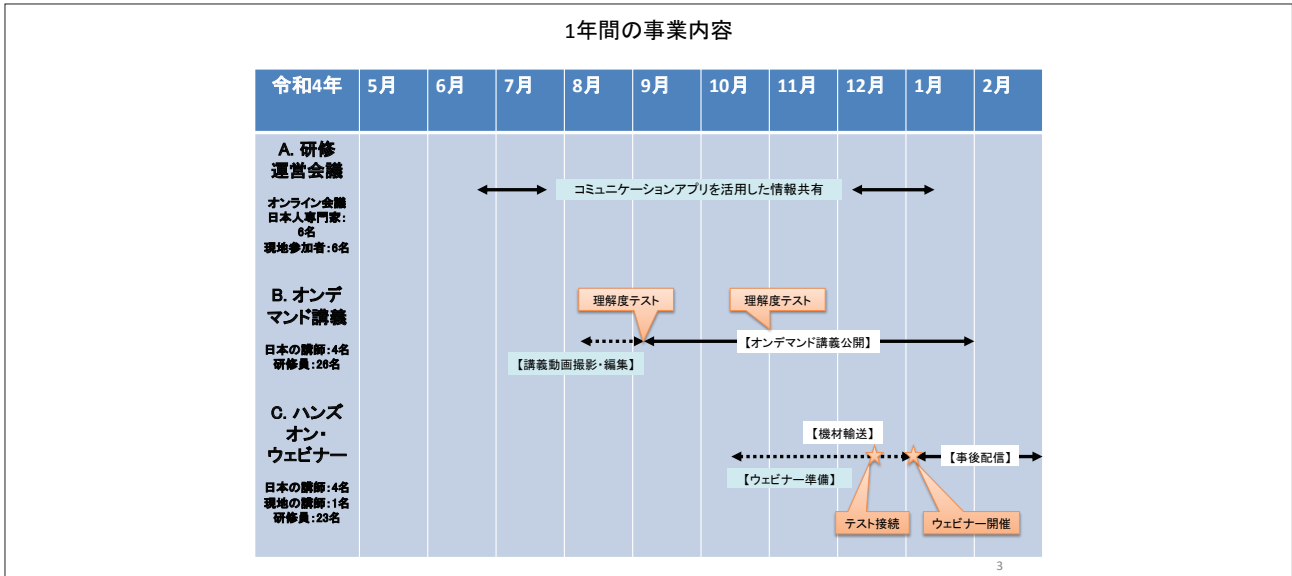 1年間の事業内容
令和4年 5月 6月 7月 8月 9月 10月 11月 12月 1月 2月
A. 研修
運営会議
オンライン会議
日本人専門家:
6名
現地参加者:6名
コミュニケーションアプリを活用した情報共有
B. オンデ
マンド講義
日本の講師:4名
研修員:26名
理解度テスト
理解度テスト
【オンデマンド講義公開】
【講義動画撮影・編集】
C. ハンズ
オン・
ウェビナー
日本の講師:4名
現地の講師:1名
研修員:23名
【機材輸送】
【事後配信】
【ウェビナー準備】
テスト接続
ウェビナー開催
3